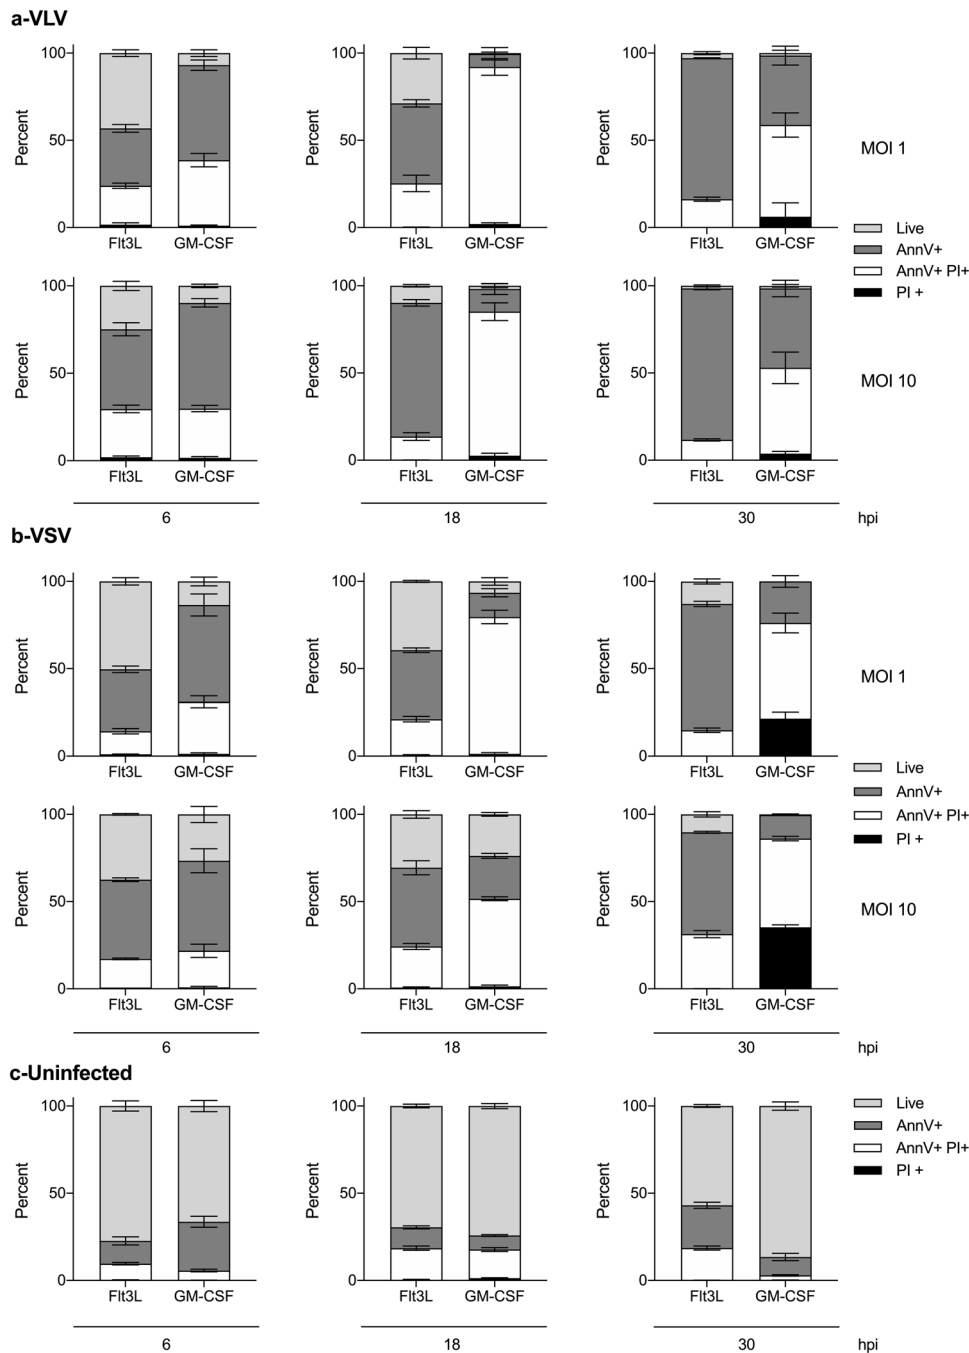 a-VLV
Percent
100
50
0
Flt3L
GM-CSF
Percent
100
50
0
Flt3L
GM-CSF
Percent
100
50
0
Flt3L
GM-CSF
MOI 1
Live
AnnV+
AnnV+ PI+
PI +
Percent
100
50
0
Flt3L
GM-CSF
Percent
100
50
0
Flt3L
GM-CSF
Percent
100
50
0
Flt3L
GM-CSF
MOI 10
6
18
30
hpi
b-VSV
Percent
100
50
0
Flt3L
GM-CSF
Percent
100
50
0
Flt3L
GM-CSF
Percent
100
50
0
Flt3L
GM-CSF
MOI 1
Live
AnnV+
AnnV+ PI+
PI +
Percent
100
50
0
Flt3L
GM-CSF
Percent
100
50
0
Flt3L
GM-CSF
Percent
100
50
0
Flt3L
GM-CSF
MOI 10
6
18
30
hpi
c-Uninfected
Percent
100
50
0
Flt3L
GM-CSF
Percent
100
50
0
Flt3L
GM-CSF
Percent
100
50
0
Flt3L
GM-CSF
Live
AnnV+
AnnV+ PI+
PI +
6
18
30
hpi